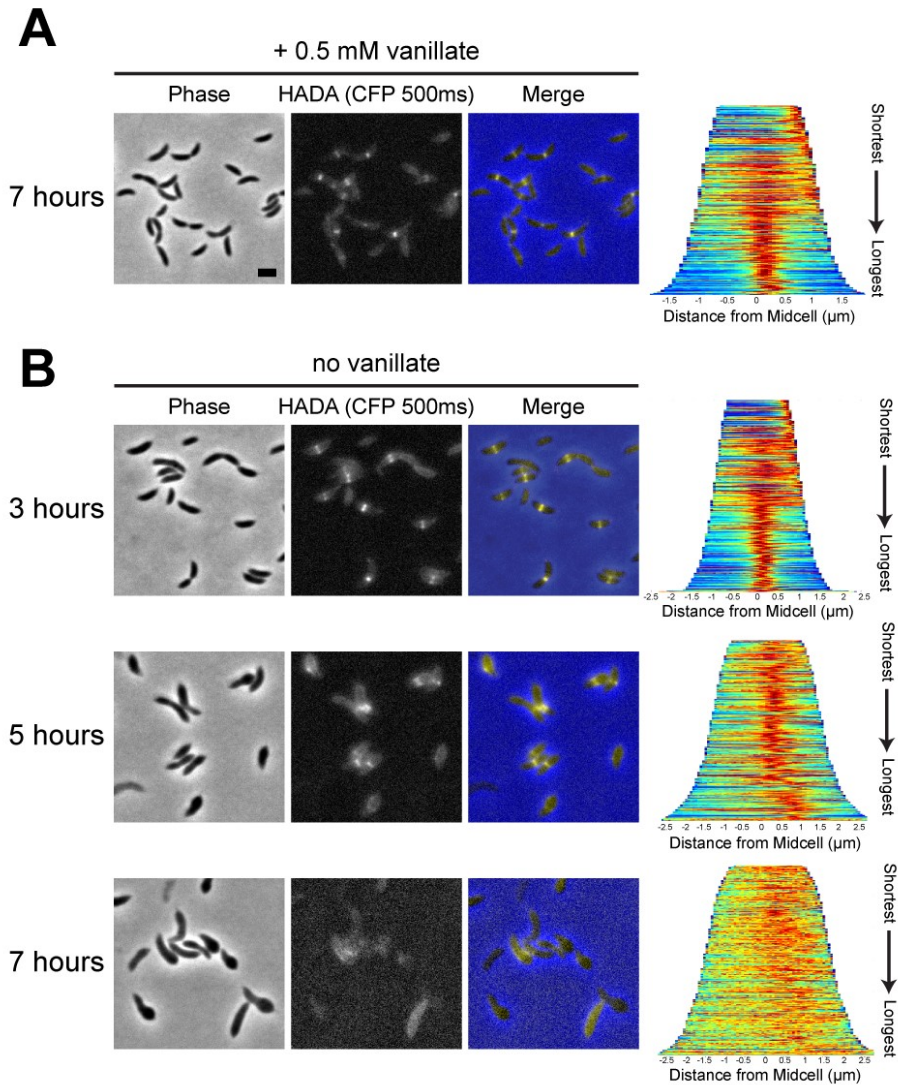 A
+ 0.5 mM vanillate
Phase HADA (CFP 500ms) Merge
7 hours
Shortest
Longest
-1.5 -1 -0.5 0 0.5 1 1.5
Distance from Midcell (µm)
B
no vanillate
Phase HADA (CFP 500ms) Merge
3 hours
Shortest
Longest
-2.5 -2 -1.5 -1 -0.5 0 0.5 1 1.5 2 2.5
Distance from Midcell (µm)
5 hours
Shortest
Longest
-2.5 -2 -1.5 -1 -0.5 0 0.5 1 1.5 2 2.5
Distance from Midcell (µm)
7 hours
Shortest
Longest
-2.5 -2 -1.5 -1 -0.5 0 0.5 1 1.5 2 2.5
Distance from Midcell (µm)